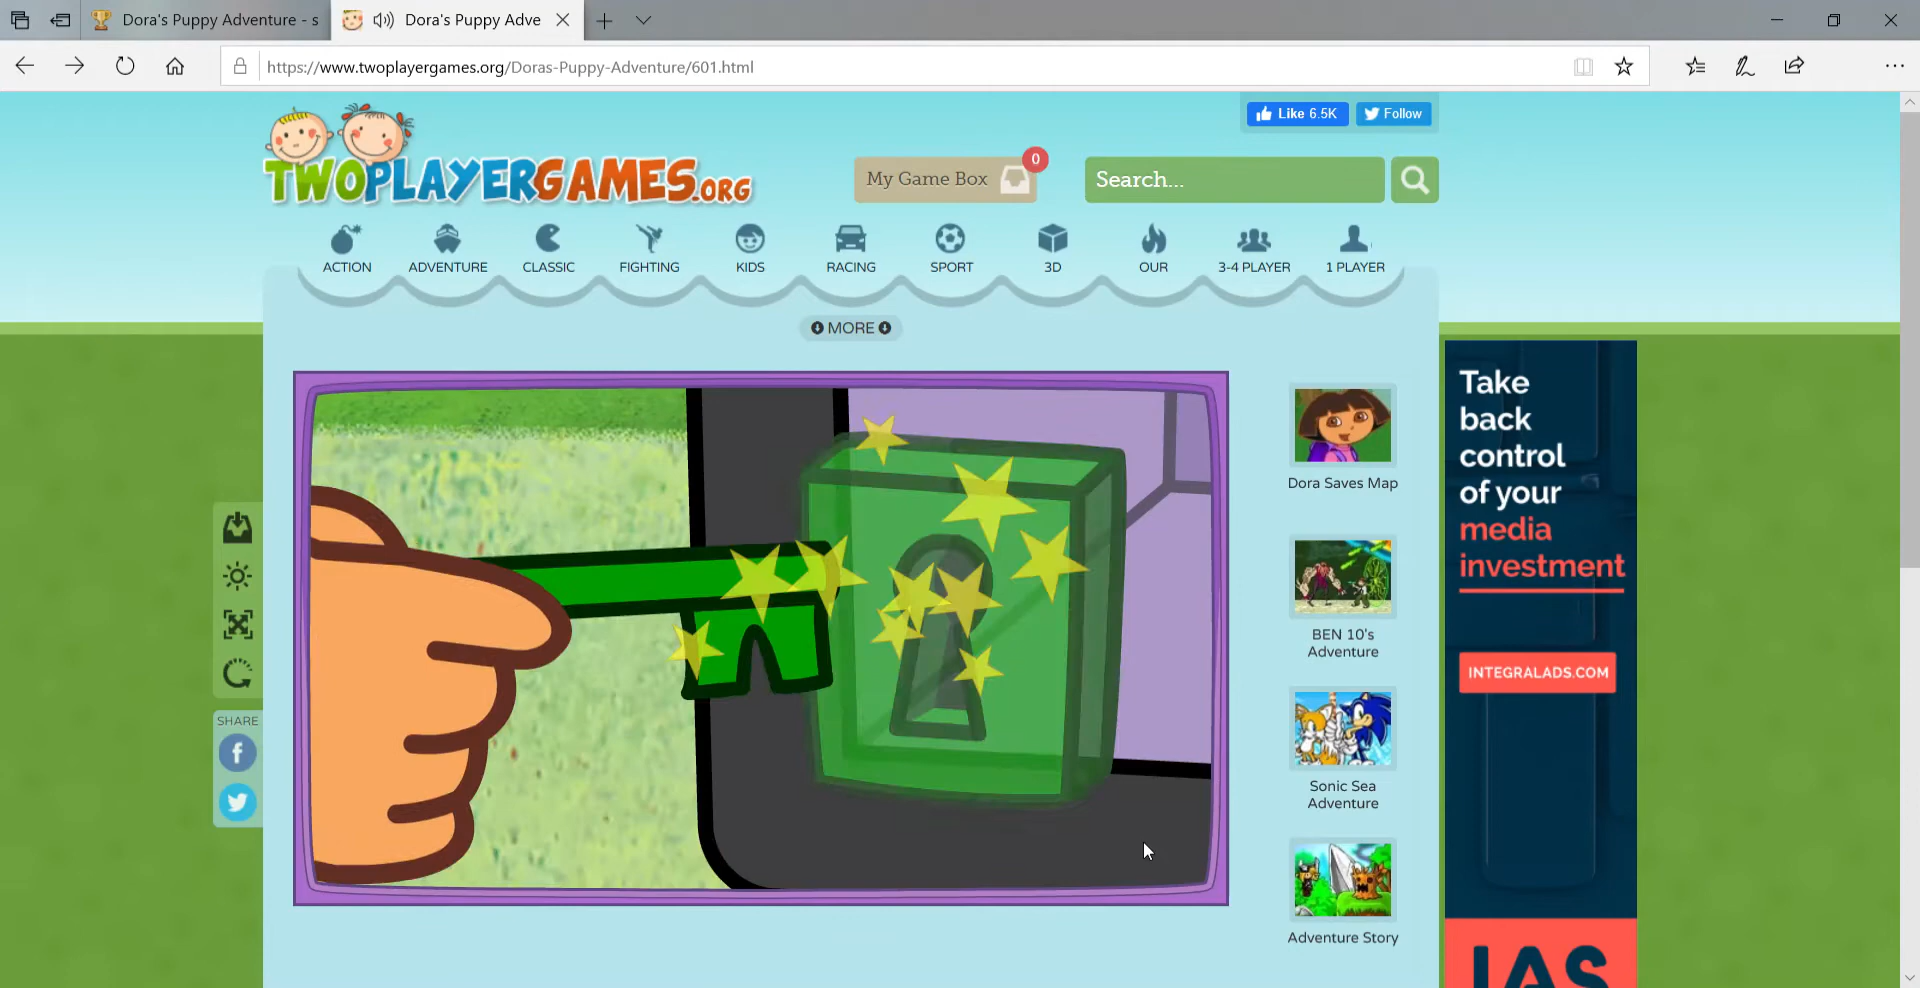 Dora's Puppy Adventure - s
Dora's Puppy Adve
https://www.twoplayergames.org/Doras-Puppy-Adventure/601.html
Like 6.5K
Follow
TWOPLAYERGAMES.ORG
My Game Box
0
Search...
ACTION
ADVENTURE
CLASSIC
FIGHTING
KIDS
RACING
SPORT
3D
OUR
3-4 PLAYER
1 PLAYER
MORE
SHARE
Dora Saves Map
BEN 10's
Adventure
Sonic Sea
Adventure
Adventure Story
Take
back
control
of your
media
investment
INTEGRALADS.COM
IAS